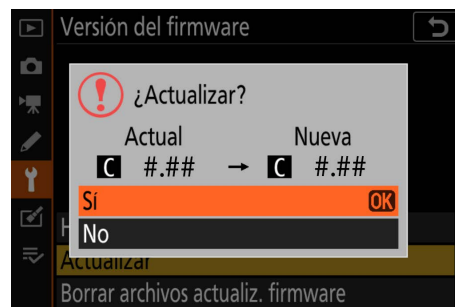 Versión del firmware
¿Actualizar?
Actual Nueva
C #.## → C #.##
Sí OK
No
Actualizar
Borrar archivos actualiz. firmware